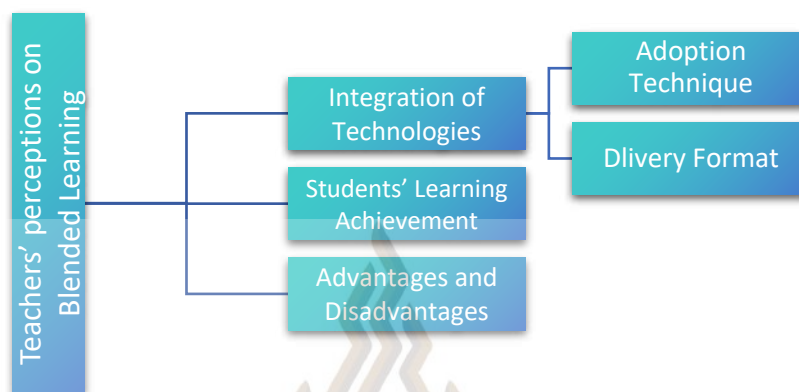 Teachers' perceptions on
Blended Learning
Integration of
Technologies
Adoption
Technique
Dlivery Format
Students' Learning
Achievement
Advantages and
Disadvantages